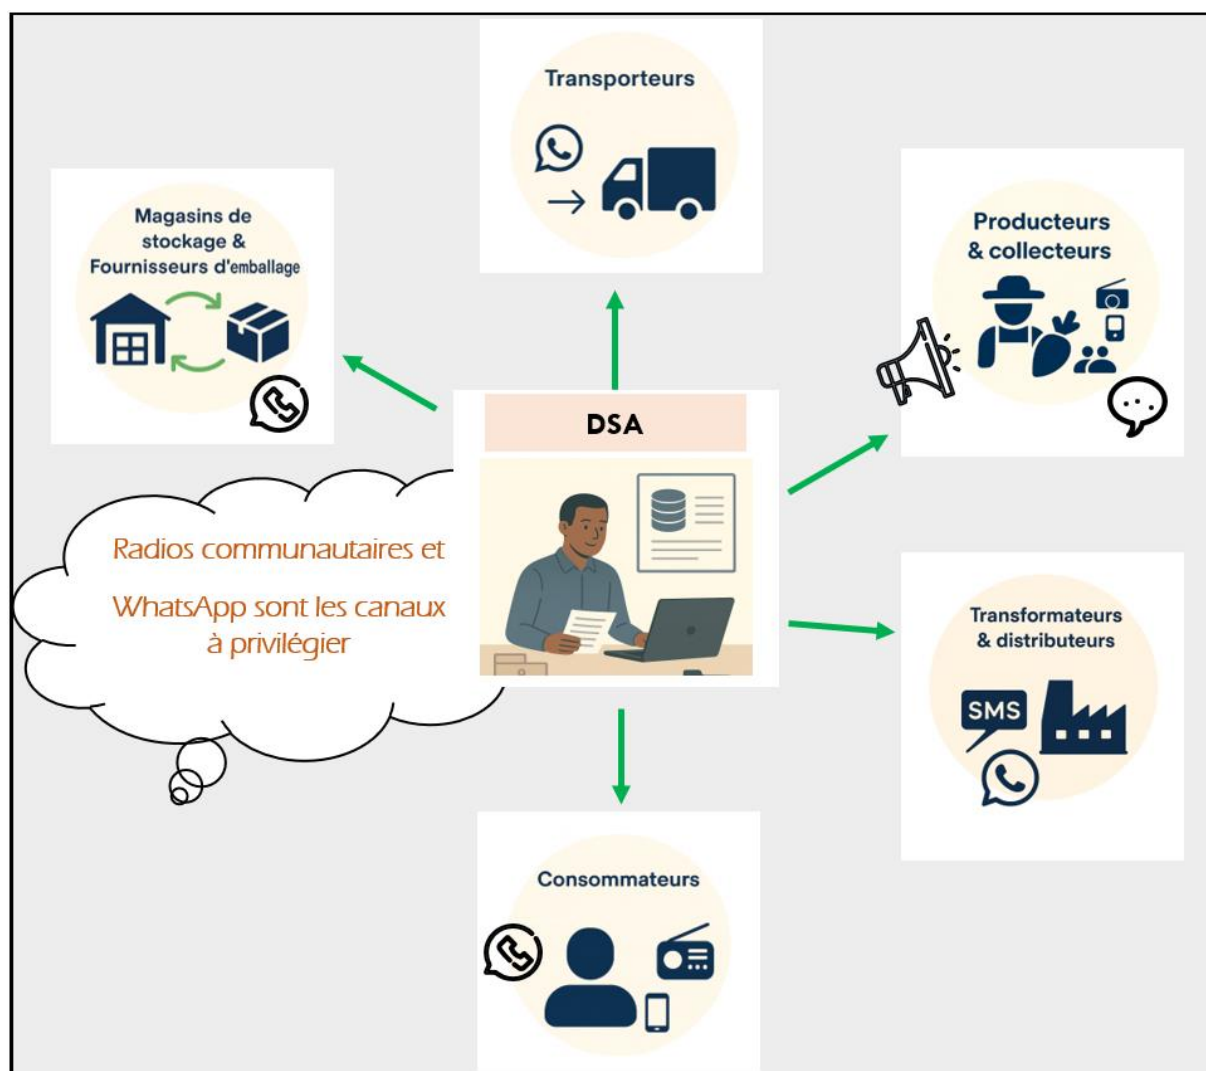 Transporteurs
Magasins de
stockage &
Fournisseurs d'emballage
Producteurs
& collecteurs
DSA
Radios communautaires et
WhatsApp sont les canaux
à privilégier
Transformateurs
& distributeurs
SMS
Consommateurs